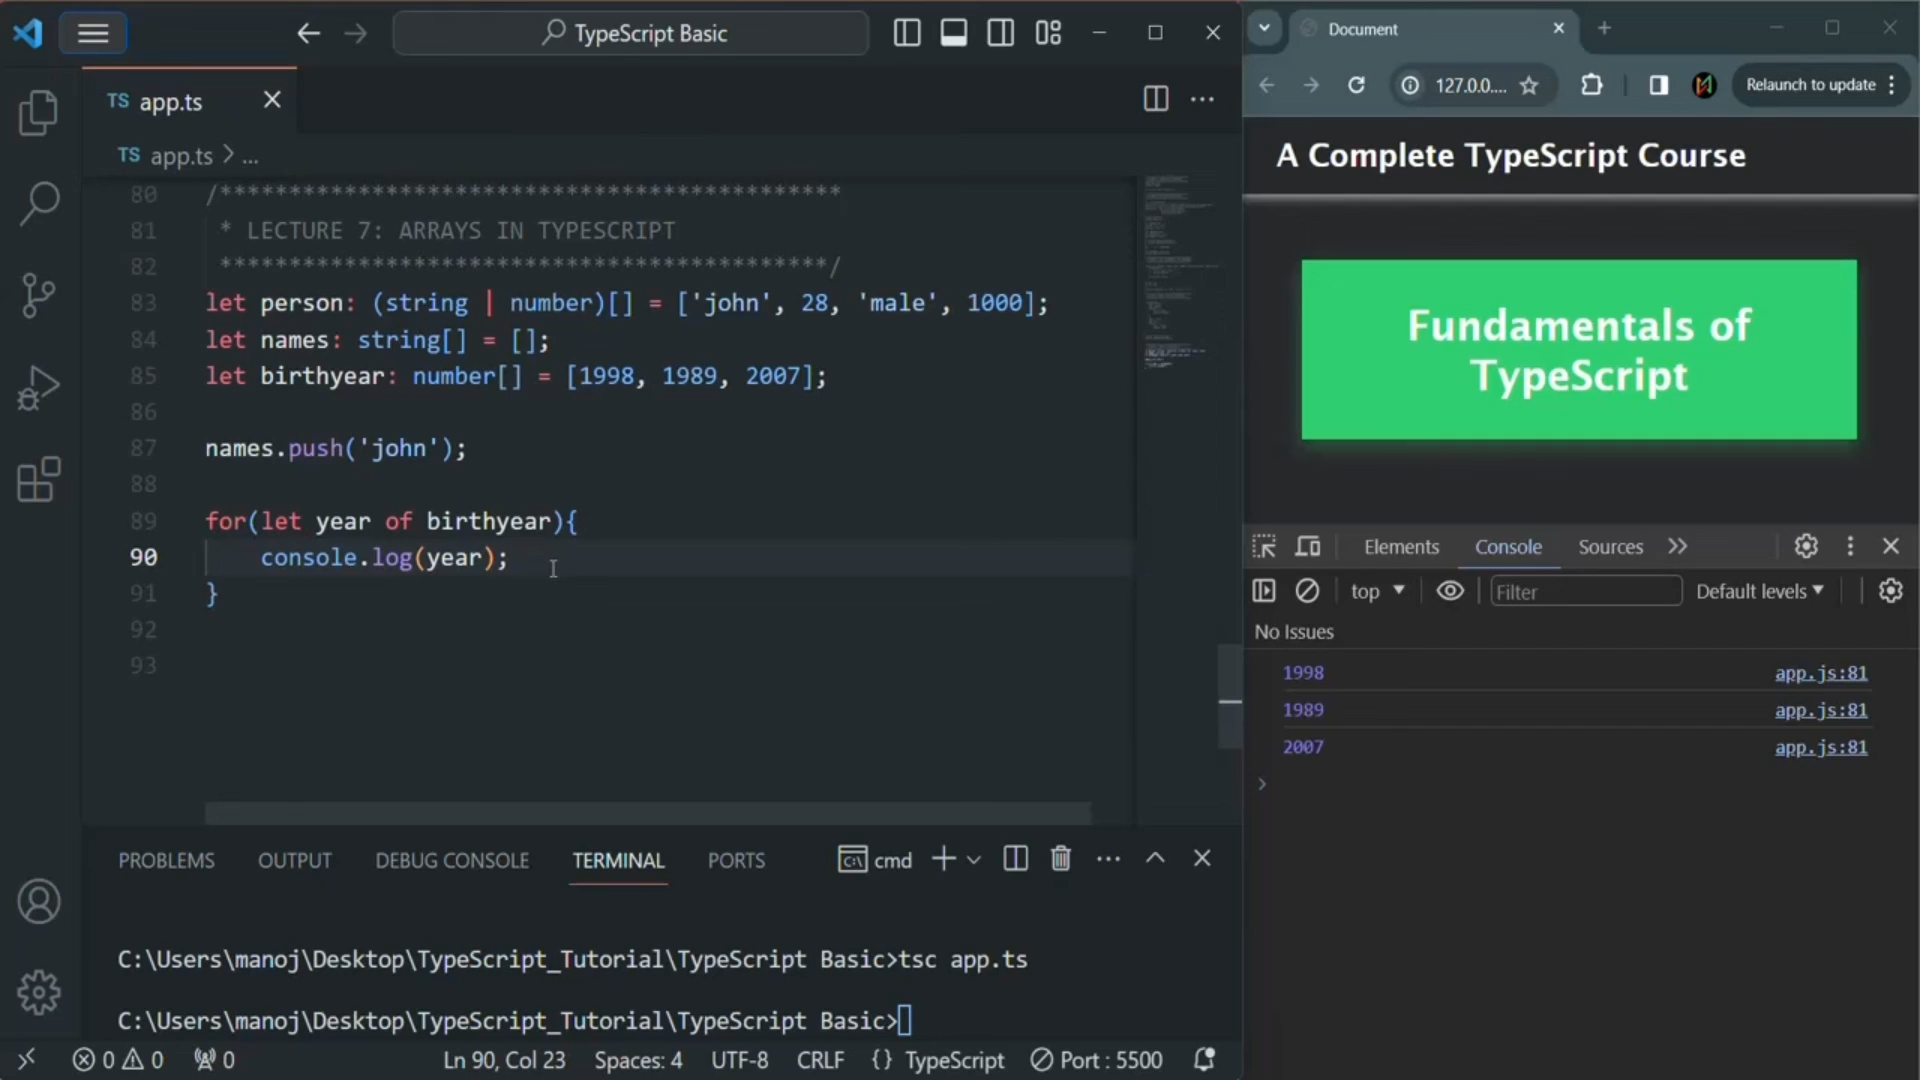 TypeScript Basic
TS app.ts
TS app.ts > ...
80 /*********************************************
81 * LECTURE 7: ARRAYS IN TYPESCRIPT
82 ********************************************/
83 let person: (string | number)[] = ['john', 28, 'male', 1000];
84 let names: string[] = [];
85 let birthyear: number[] = [1998, 1989, 2007];
86
87 names.push('john');
88
89 for(let year of birthyear){
90 console.log(year);
91 }
92
93
PROBLEMS OUTPUT DEBUG CONSOLE TERMINAL PORTS cmd
C:\Users\manoj\Desktop\TypeScript_Tutorial\TypeScript Basic>tsc app.ts
C:\Users\manoj\Desktop\TypeScript_Tutorial\TypeScript Basic>
0 0 0 Ln 90, Col 23 Spaces: 4 UTF-8 CRLF {} TypeScript Port : 5500
Document
127.0.0.... Relaunch to update
A Complete TypeScript Course
Fundamentals of
TypeScript
Elements Console Sources
top Filter Default levels
No Issues
1998 app.js:81
1989 app.js:81
2007 app.js:81